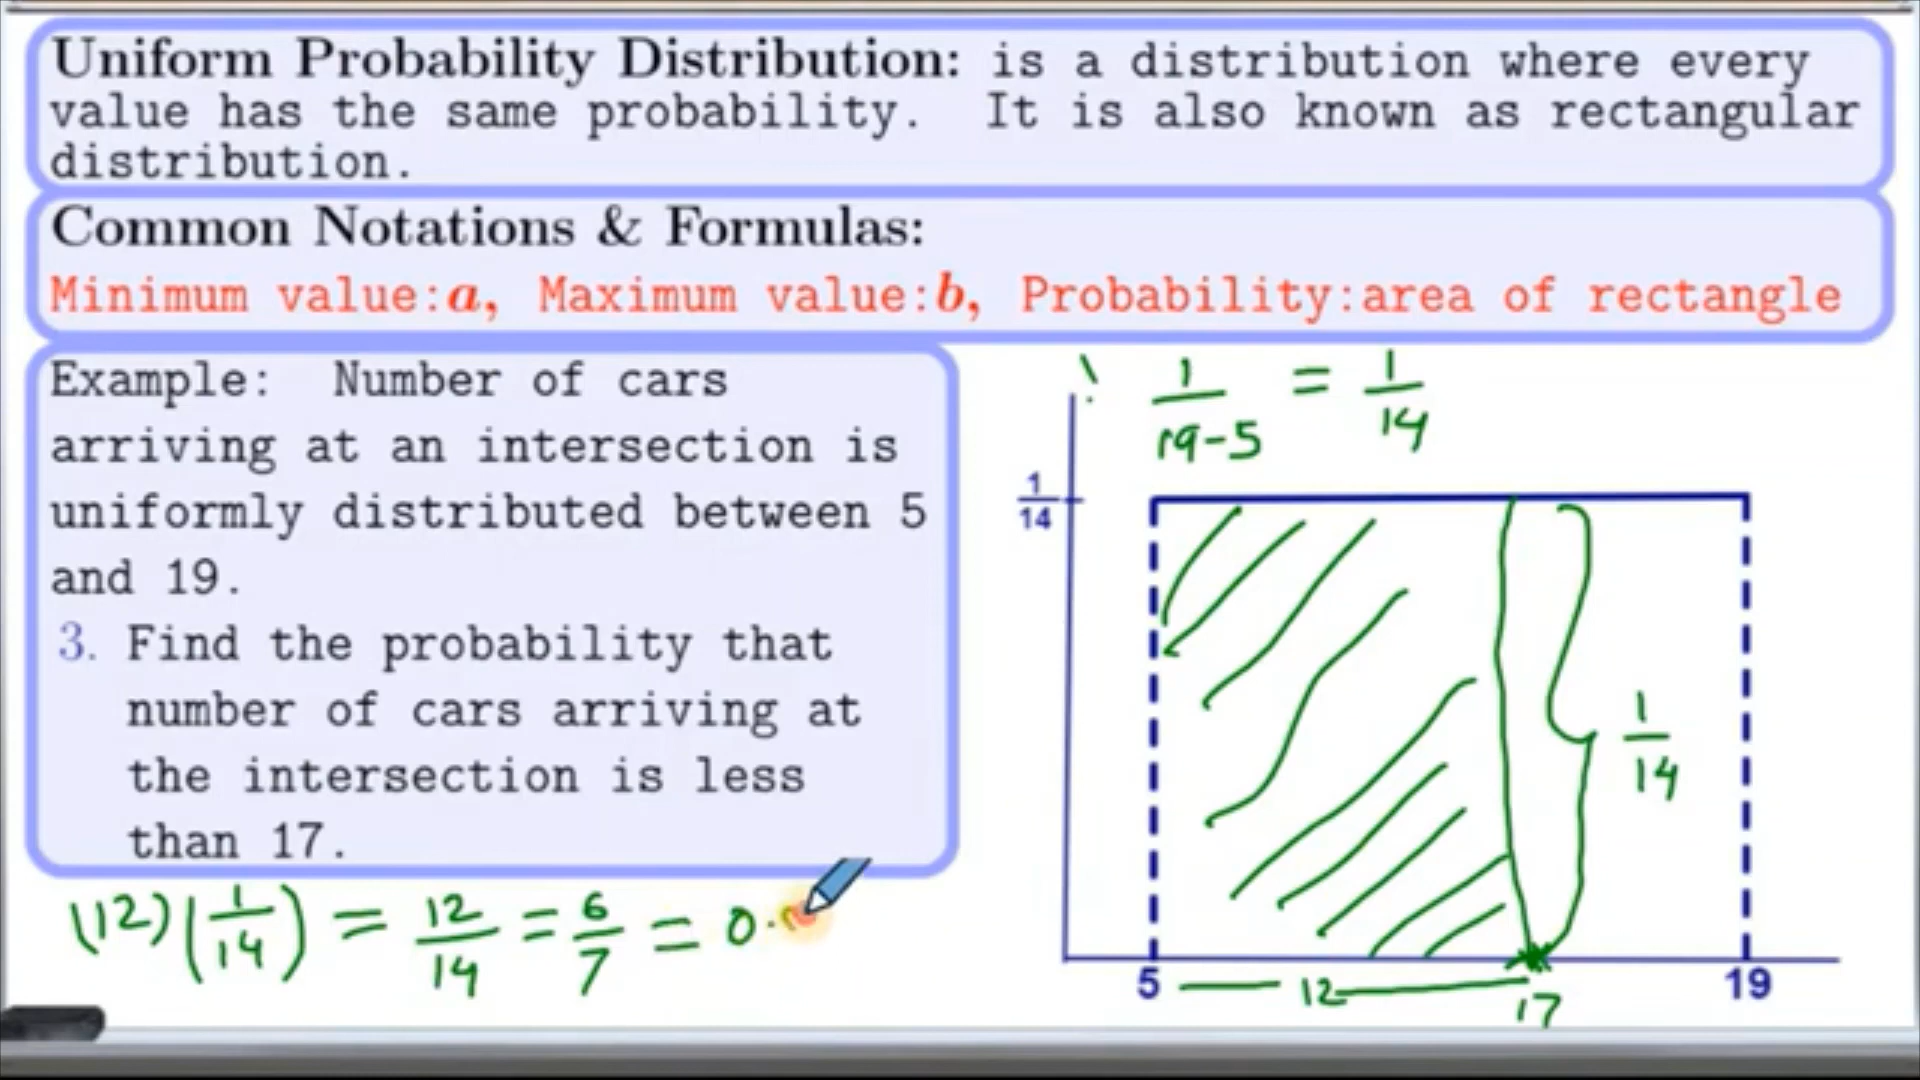 Uniform Probability Distribution: is a distribution where every
value has the same probability. It is also known as rectangular
distribution.
Common Notations & Formulas:
Minimum value:a, Maximum value:b, Probability:area of rectangle
Example: Number of cars
arriving at an intersection is
uniformly distributed between 5
and 19.
3. Find the probability that
number of cars arriving at
the intersection is less
than 17.
(12)(1/14) = 12/14 = 6/7 = 0.
1/(19-5) = 1/14
1/14
1/14
5 12 17 19